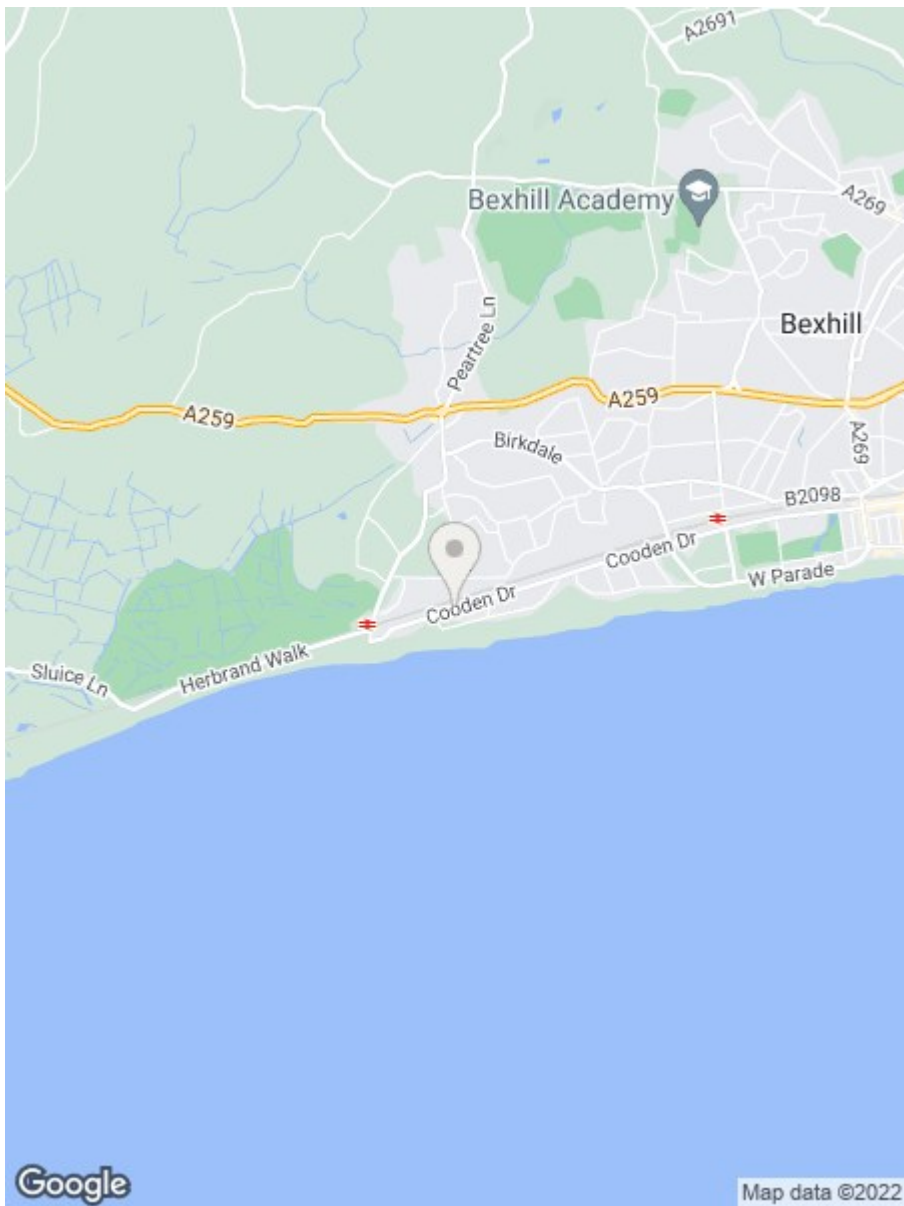 A2691
Bexhill Academy
A269
Bexhill
Peartree Ln
A259
A259
Birkdale
A269
B2098
Cooden Dr
W Parade
Cooden Dr
Herbrand Walk
Sluice Ln
Google
Map data ©2022